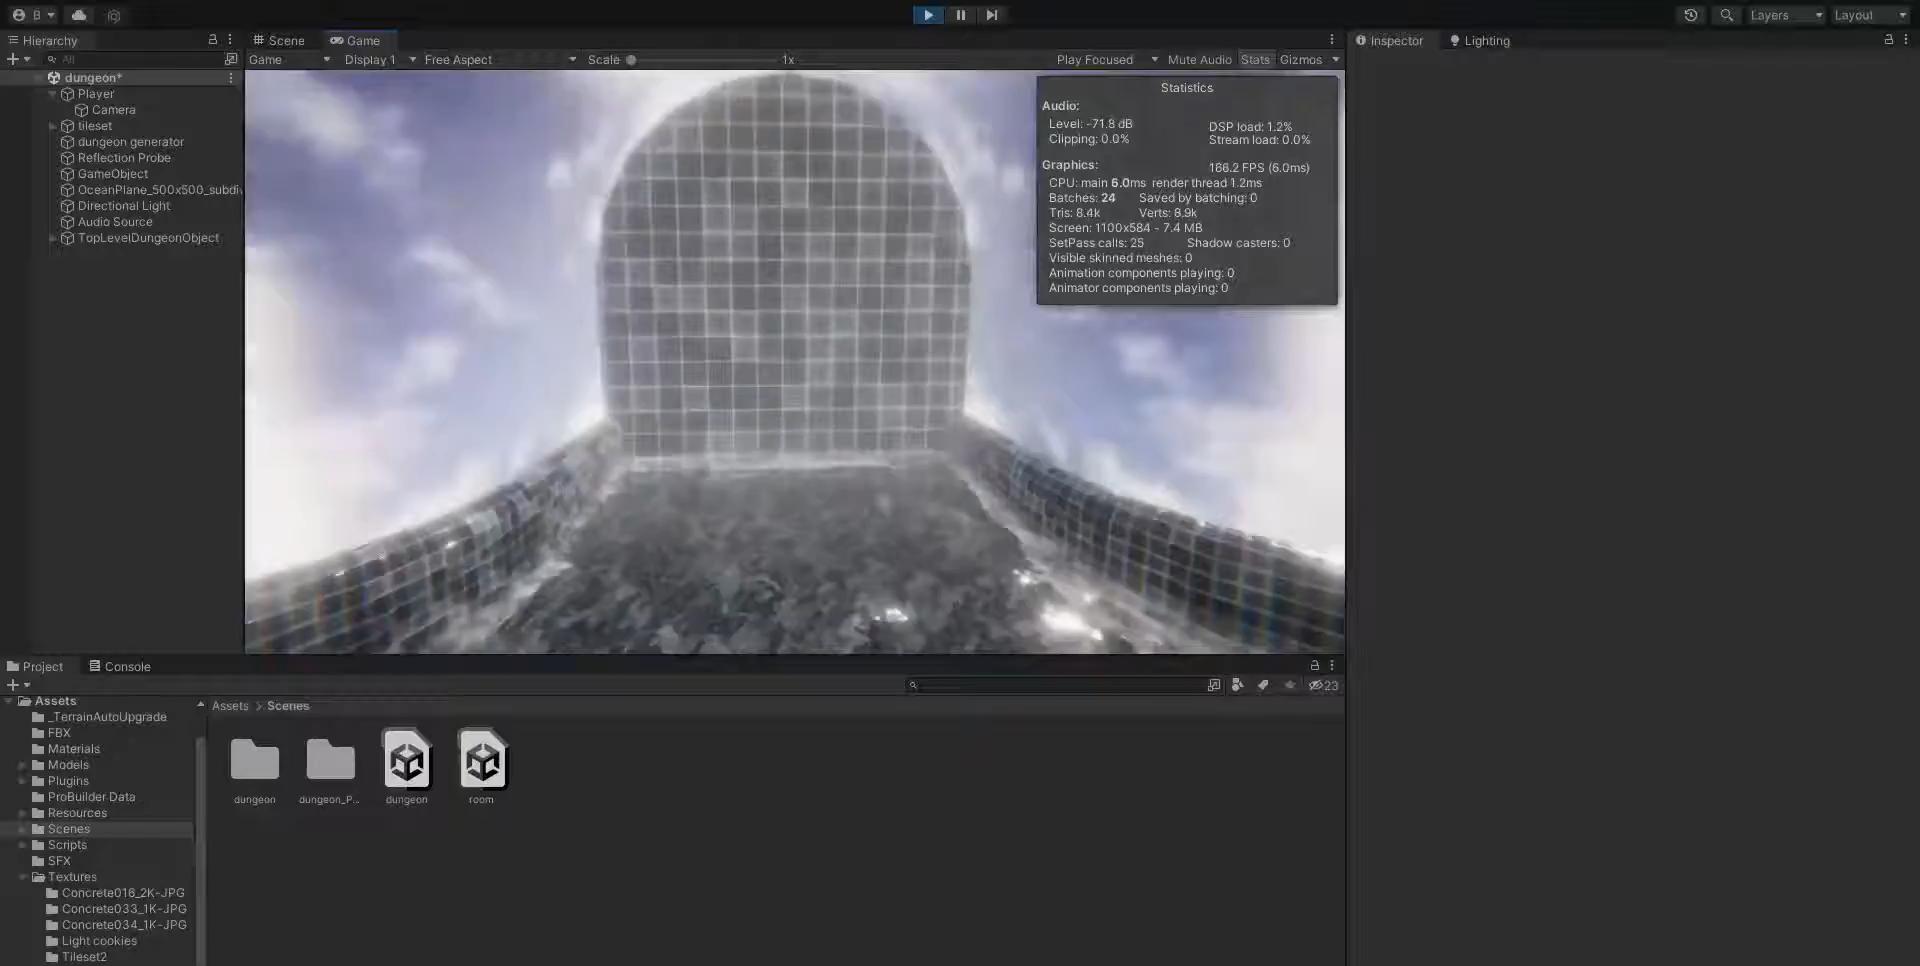 B
Layers
Layout
Hierarchy
Scene
Game
Inspector
Lighting
All
Game
Display 1
Free Aspect
Scale
1x
Play Focused
Mute Audio
Stats
Gizmos
dungeon*
Player
Camera
tileset
dungeon generator
Reflection Probe
GameObject
OceanPlane_500x500_subdi
Directional Light
Audio Source
TopLevelDungeonObject
Statistics
Audio:
Level: -71.8 dB
DSP load: 1.2%
Clipping: 0.0%
Stream load: 0.0%
Graphics:
166.2 FPS (6.0ms)
CPU: main 6.0ms render thread 1.2ms
Batches: 24
Saved by batching: 0
Tris: 8.4k
Verts: 8.9k
Screen: 1100x584 - 7.4 MB
SetPass calls: 25
Shadow casters: 0
Visible skinned meshes: 0
Animation components playing: 0
Animator components playing: 0
Project
Console
23
Assets
_TerrainAutoUpgrade
FBX
Materials
Models
Plugins
ProBuilder Data
Resources
Scenes
Scripts
SFX
Textures
Concrete016_2K-JPG
Concrete033_1K-JPG
Concrete034_1K-JPG
Light cookies
Tileset2
Assets > Scenes
dungeon
dungeon_P...
dungeon
room